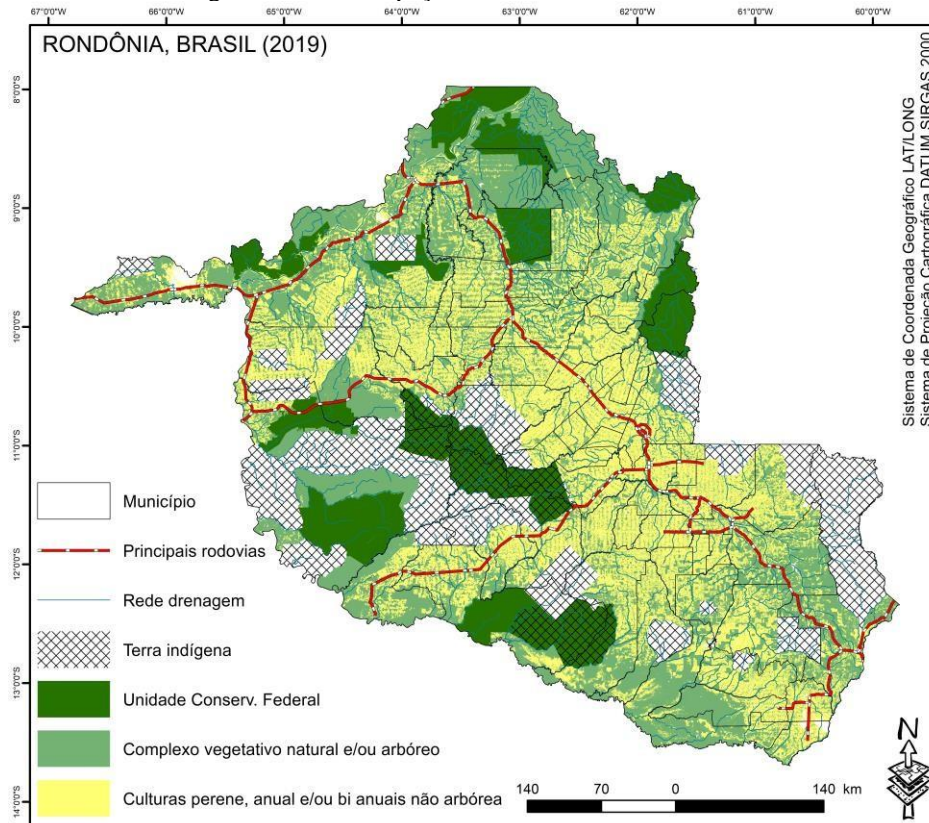 67°0'0"O 66°0'0"O 65°0'0"O 64°0'0"O 63°0'0"O 62°0'0"O 61°0'0"O 60°0'0"O
RONDÔNIA, BRASIL (2019)
8°0'0"S
9°0'0"S
10°0'0"S
11°0'0"S
12°0'0"S
13°0'0"S
14°0'0"S
Sistema de Coordenada Geográfico LAT/LONG
Sistema de Projeção Cartográfica DATUM SIRGAS 2000
Município
Principais rodovias
Rede drenagem
Terra indígena
Unidade Conserv. Federal
Complexo vegetativo natural e/ou arbóreo
Culturas perene, anual e/ou bi anuais não arbórea
140 70 0 140 km
N